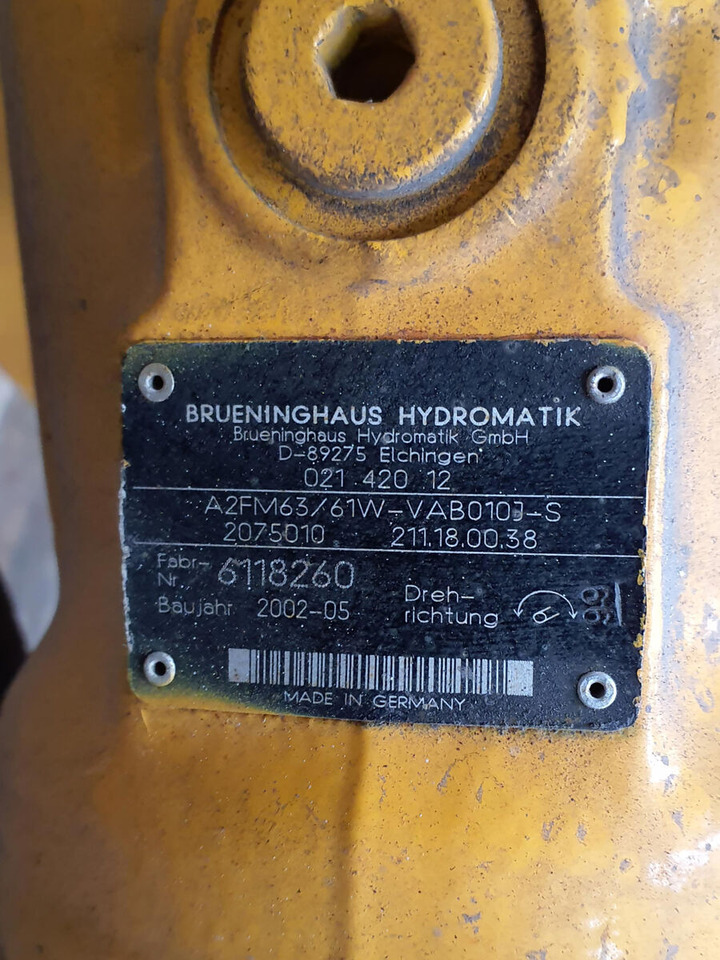 BRUENINGHAUS HYDROMATIK
Brueninghaus Hydromatik GmbH
D-89275 Elchingen
021 420 12
A2FM63/61W-VAB010J-S
2075010 211.18.00.38
Fabr-
Nr. 6118260
Baujahr 2002-05
Dreh-
richtung
MADE IN GERMANY